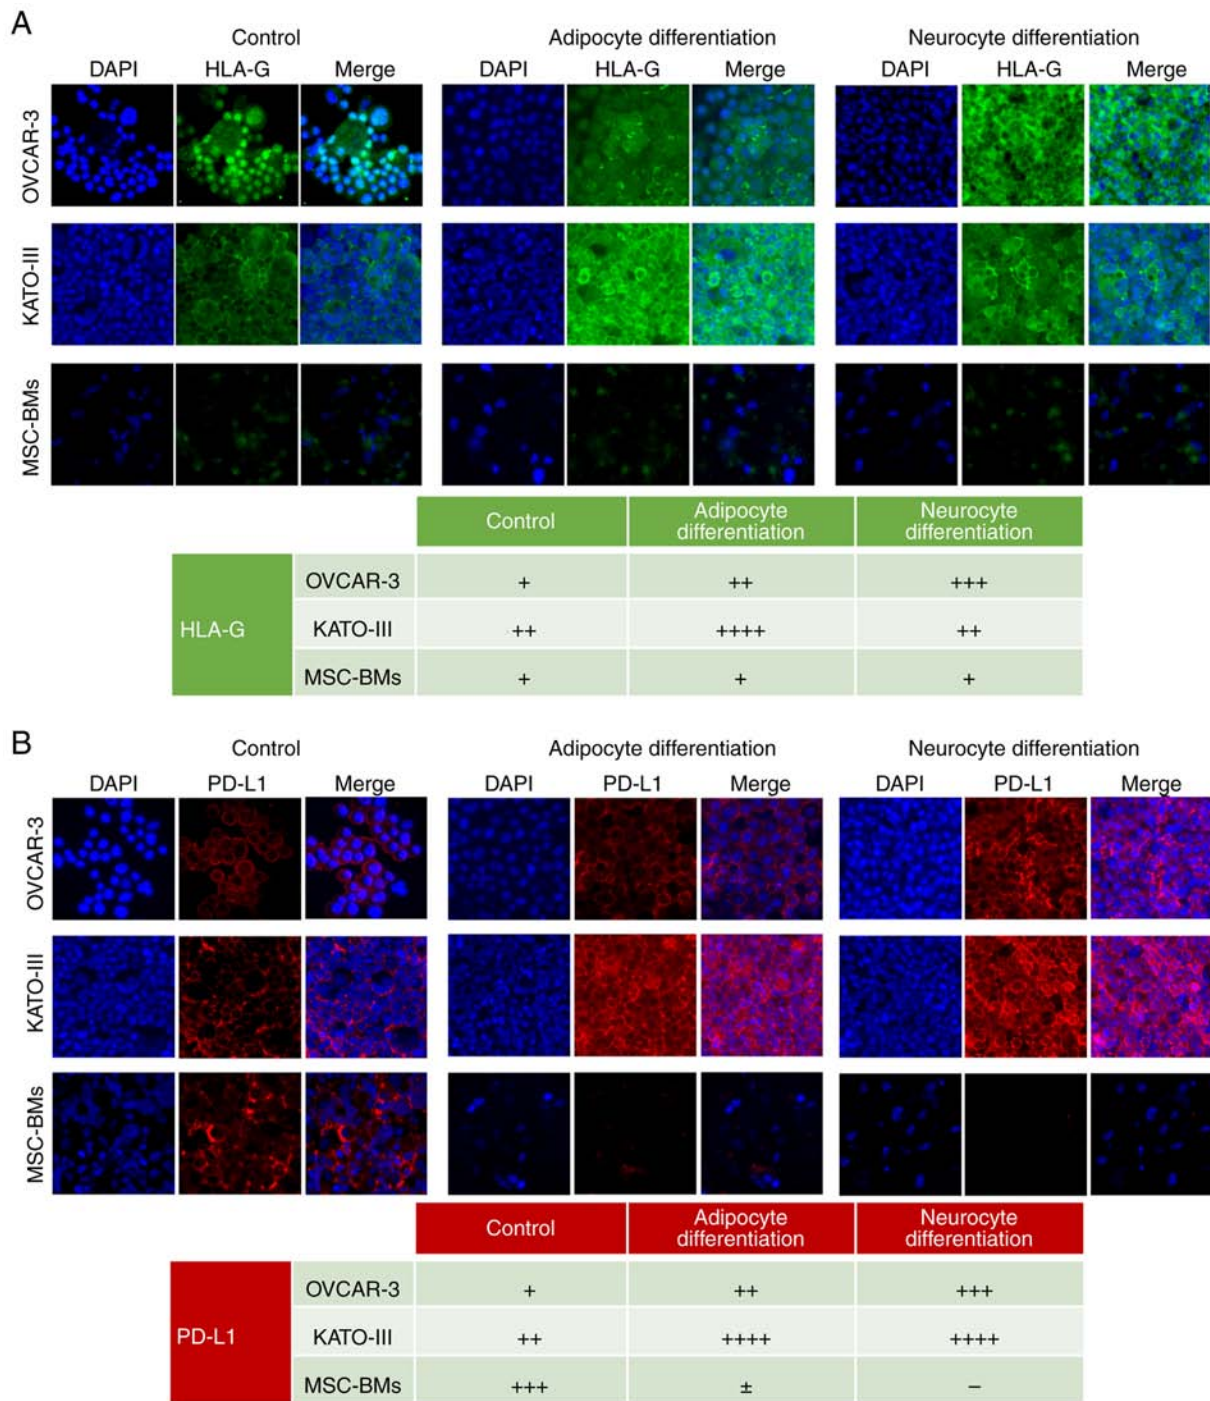 A
Control
Adipocyte differentiation
Neurocyte differentiation
DAPI HLA-G Merge DAPI HLA-G Merge DAPI HLA-G Merge
OVCAR-3
KATO-III
MSC-BMs
Control
Adipocyte
differentiation
Neurocyte
differentiation
HLA-G
OVCAR-3 + ++ +++
KATO-III ++ ++++ ++
MSC-BMs + + +
B
Control
Adipocyte differentiation
Neurocyte differentiation
DAPI PD-L1 Merge DAPI PD-L1 Merge DAPI PD-L1 Merge
OVCAR-3
KATO-III
MSC-BMs
Control
Adipocyte
differentiation
Neurocyte
differentiation
PD-L1
OVCAR-3 + ++ +++
KATO-III ++ ++++ ++++
MSC-BMs +++ ± −